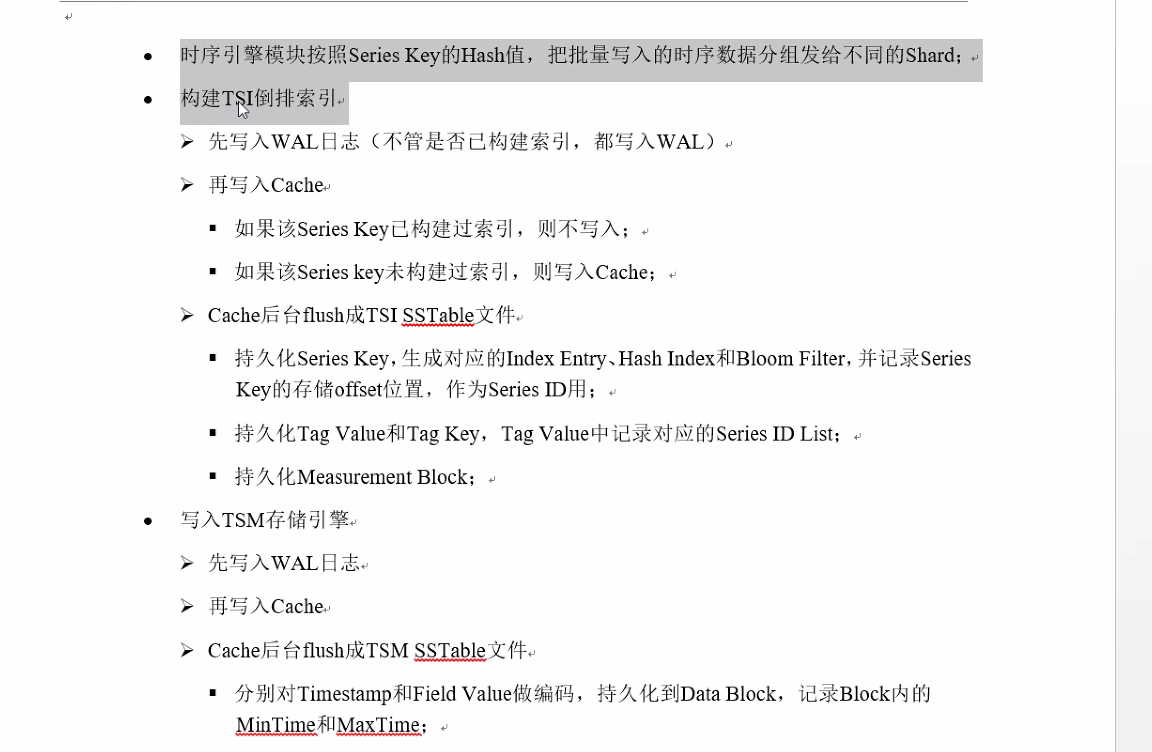 时序引擎模块按照Series Key的Hash值，把批量写入的时序数据分组发给不同的Shard；
构建TSI倒排索引
先写入WAL日志（不管是否已构建索引，都写入WAL）
再写入Cache
如果该Series Key已构建过索引，则不写入；
如果该Series key未构建过索引，则写入Cache；
Cache后台flush成TSI SSTable文件
持久化Series Key，生成对应的Index Entry、Hash Index和Bloom Filter，并记录Series
Key的存储offset位置，作为Series ID用；
持久化Tag Value和Tag Key，Tag Value中记录对应的Series ID List；
持久化Measurement Block；
写入TSM存储引擎
先写入WAL日志
再写入Cache
Cache后台flush成TSM SSTable文件
分别对Timestamp和Field Value做编码，持久化到Data Block，记录Block内的
MinTime和MaxTime；